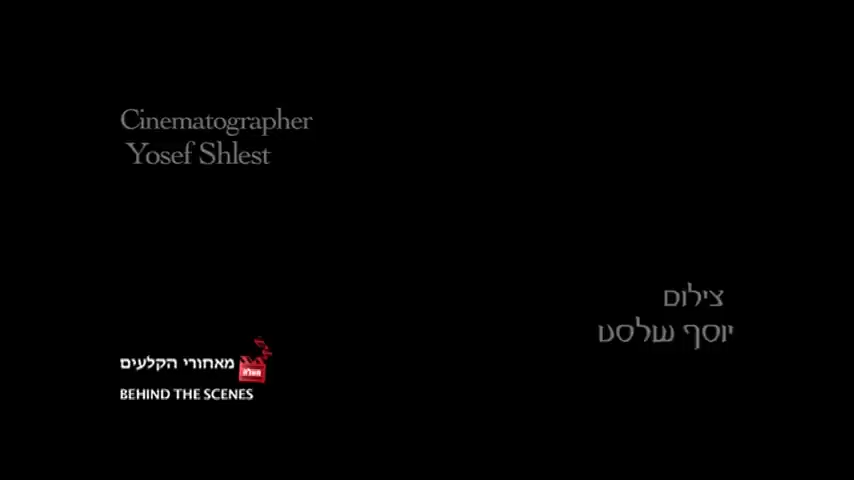 Cinematographer
Yosef Shlest
צילום
יוסף שלסט
מאחורי הקלעים
BEHIND THE SCENES